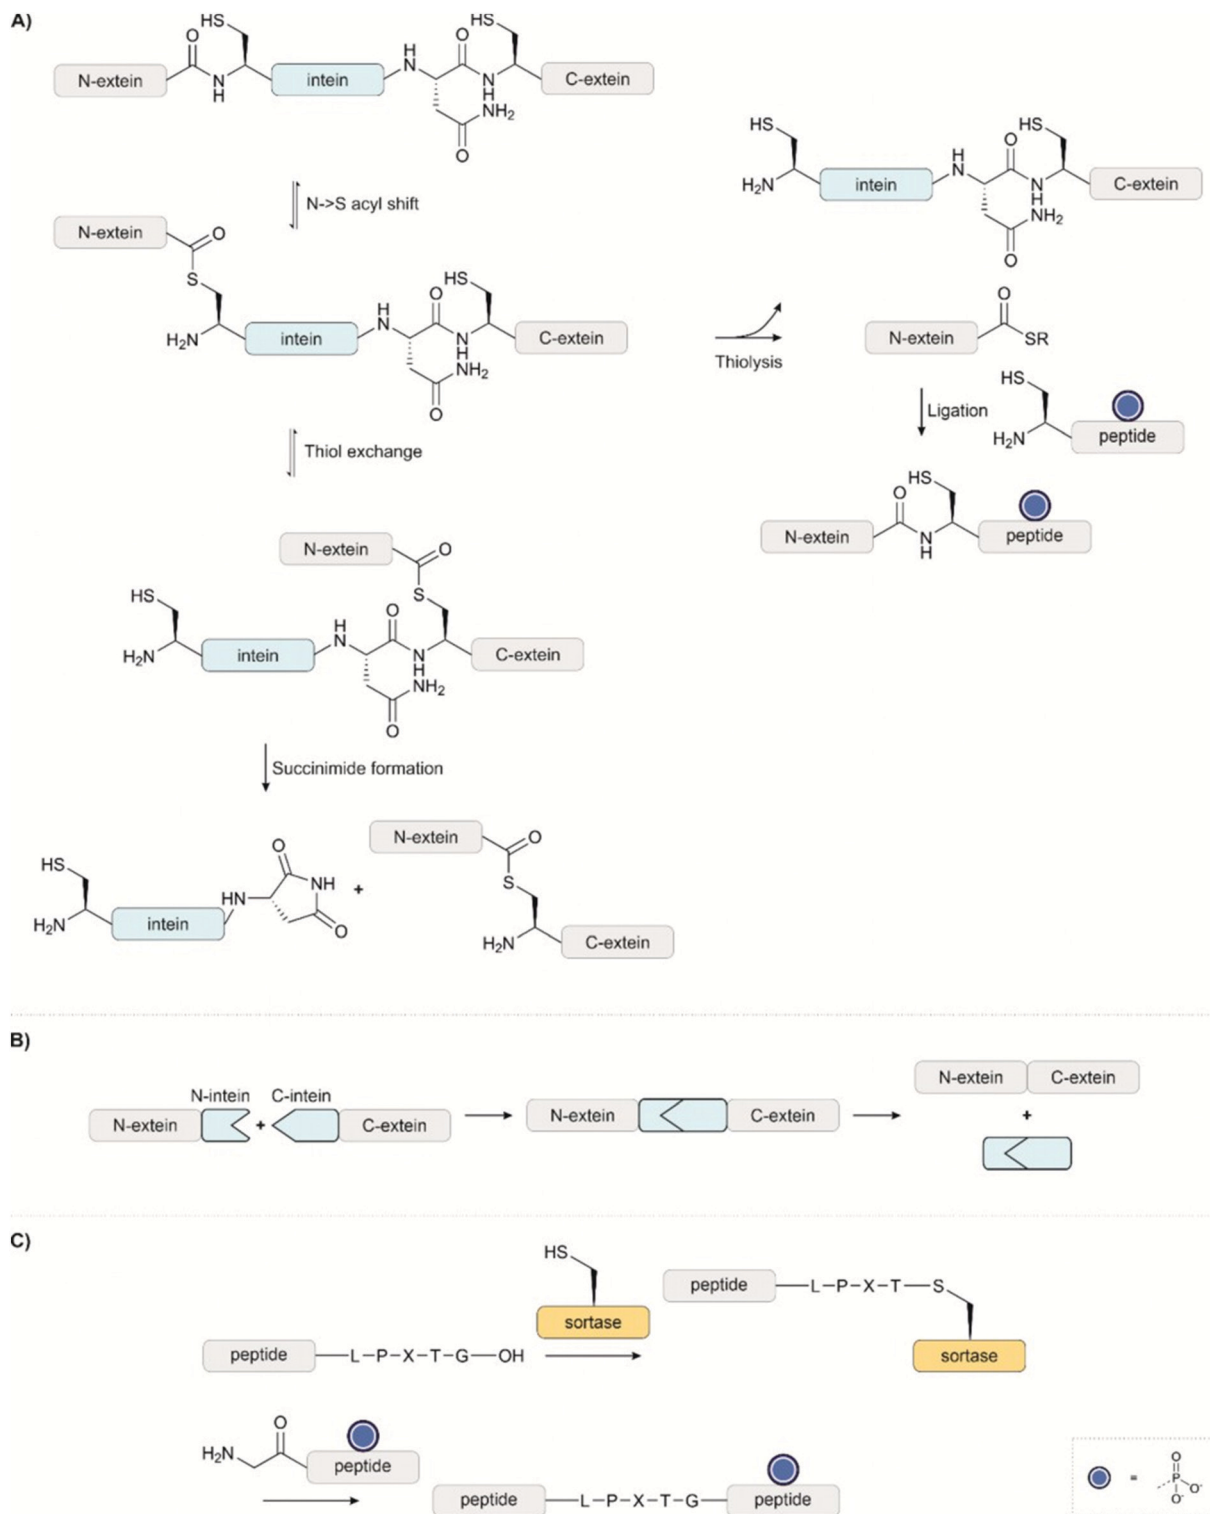 A)
HS
O
N-extein
N
H
intein
H
N
O
HS
N
H
C-extein
NH2
O
N->S acyl shift
N-extein
O
S
H2N
intein
H
N
O
HS
N
H
C-extein
NH2
O
Thiolysis
HS
H2N
intein
H
N
O
HS
N
H
C-extein
NH2
O
N-extein
O
SR
Ligation
HS
H2N
peptide
N-extein
O
HS
N
H
peptide
Thiol exchange
N-extein
O
S
HS
H2N
intein
H
N
O
N
H
C-extein
NH2
O
Succinimide formation
HS
H2N
intein
HN
O
NH
O
+
N-extein
O
S
H2N
C-extein
B)
N-intein C-intein
N-extein + C-extein
N-extein C-extein
N-extein C-extein
+
C)
peptide L-P-X-T-G-OH
HS
sortase
peptide L-P-X-T-S
sortase
H2N
O
peptide
peptide L-P-X-T-G peptide
= O
P
O-
O-